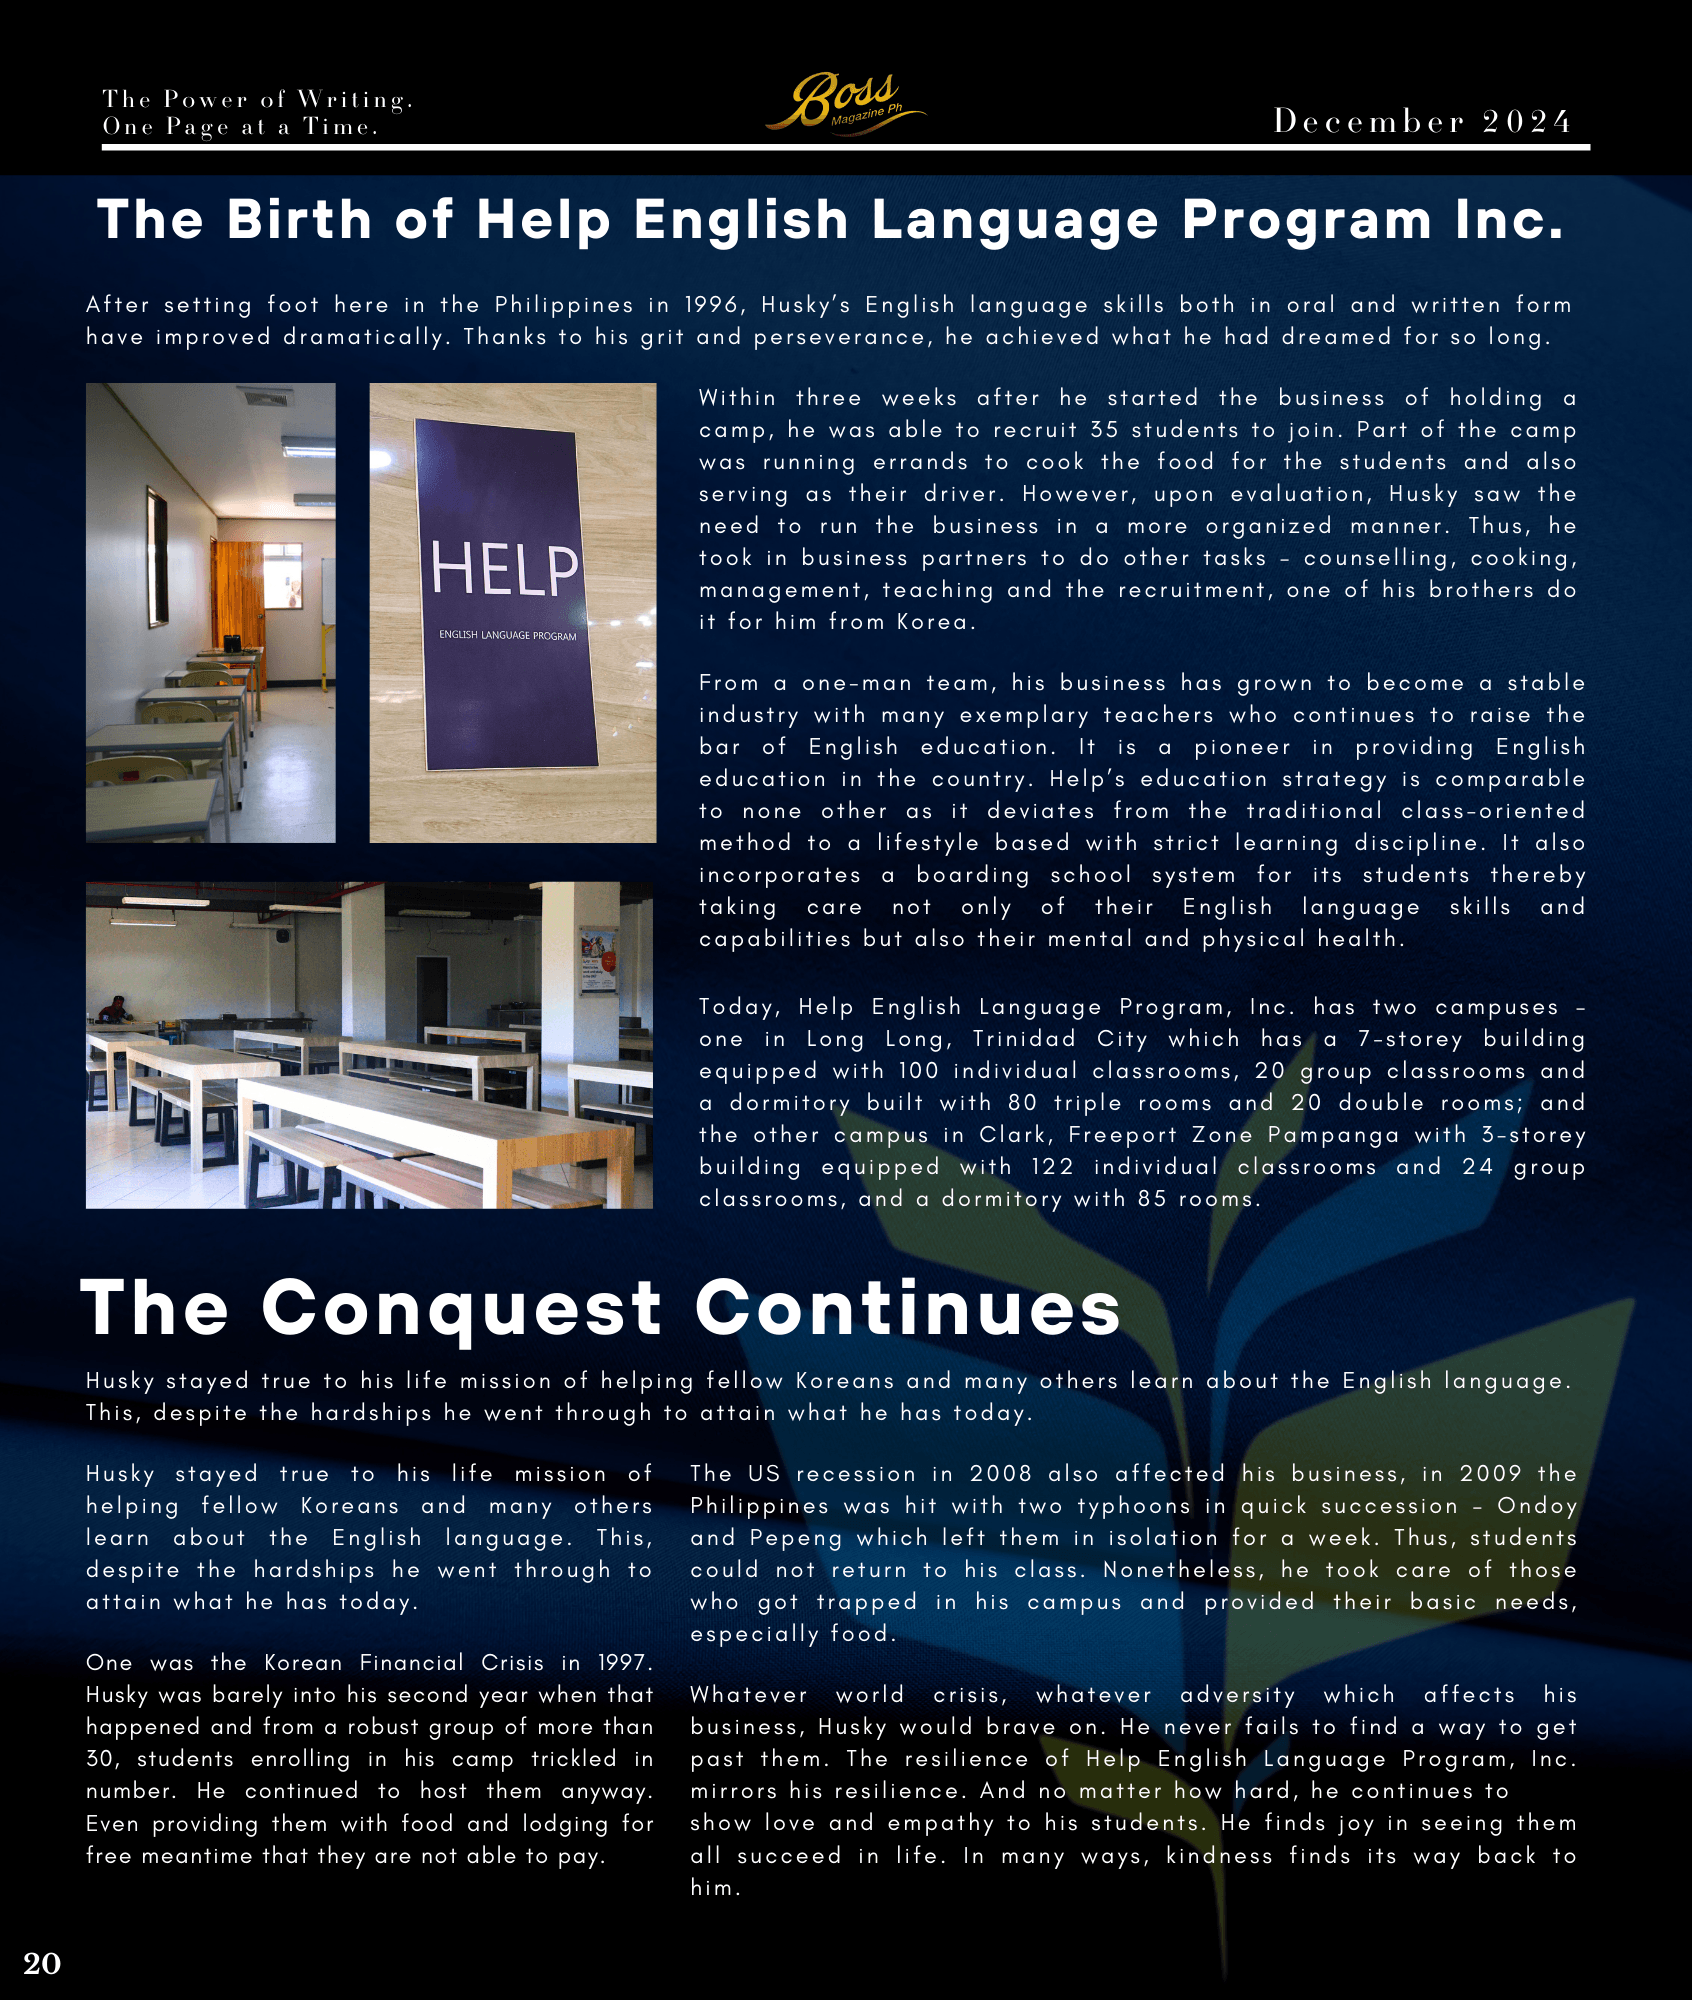 The Power of Writing.
One Page at a Time.
Boss
Magazine Ph
December 2024
The Birth of Help English Language Program Inc.
After setting foot here in the Philippines in 1996, Husky's English language skills both in oral and written form
have improved dramatically. Thanks to his grit and perseverance, he achieved what he had dreamed for so long.
HELP
ENGLISH LANGUAGE PROGRAM
Within three weeks after he started the business of holding a
camp, he was able to recruit 35 students to join. Part of the camp
was running errands to cook the food for the students and also
serving as their driver. However, upon evaluation, Husky saw the
need to run the business in a more organized manner. Thus, he
took in business partners to do other tasks – counselling, cooking,
management, teaching and the recruitment, one of his brothers do
it for him from Korea.
From a one-man team, his business has grown to become a stable
industry with many exemplary teachers who continues to raise the
bar of English education. It is a pioneer in providing English
education in the country. Help's education strategy is comparable
to none other as it deviates from the traditional class-oriented
method to a lifestyle based with strict learning discipline. It also
incorporates a boarding school system for its students thereby
taking care not only of their English language skills and
capabilities but also their mental and physical health.
Today, Help English Language Program, Inc. has two campuses –
one in Long Long, Trinidad City which has a 7-storey building
equipped with 100 individual classrooms, 20 group classrooms and
a dormitory built with 80 triple rooms and 20 double rooms; and
the other campus in Clark, Freeport Zone Pampanga with 3-storey
building equipped with 122 individual classrooms and 24 group
classrooms, and a dormitory with 85 rooms.
The Conquest Continues
Husky stayed true to his life mission of helping fellow Koreans and many others learn about the English language.
This, despite the hardships he went through to attain what he has today.
Husky stayed true to his life mission of
helping fellow Koreans and many others
learn about the English language. This,
despite the hardships he went through to
attain what he has today.
One was the Korean Financial Crisis in 1997.
Husky was barely into his second year when that
happened and from a robust group of more than
30, students enrolling in his camp trickled in
number. He continued to host them anyway.
Even providing them with food and lodging for
free meantime that they are not able to pay.
The US recession in 2008 also affected his business, in 2009 the
Philippines was hit with two typhoons in quick succession – Ondoy
and Pepeng which left them in isolation for a week. Thus, students
could not return to his class. Nonetheless, he took care of those
who got trapped in his campus and provided their basic needs,
especially food.
Whatever world crisis, whatever adversity which affects his
business, Husky would brave on. He never fails to find a way to get
past them. The resilience of Help English Language Program, Inc.
mirrors his resilience. And no matter how hard, he continues to
show love and empathy to his students. He finds joy in seeing them
all succeed in life. In many ways, kindness finds its way back to
him.
20